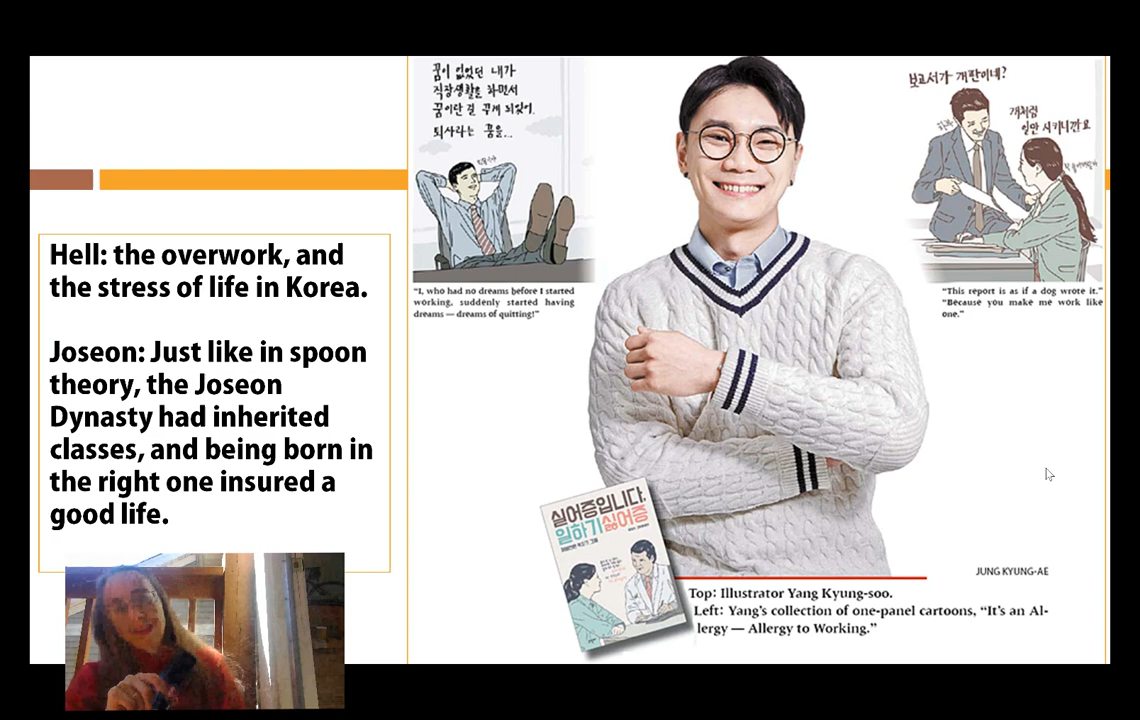 Hell: the overwork, and
the stress of life in Korea.
Joseon: Just like in spoon
theory, the Joseon
Dynasty had inherited
classes, and being born in
the right one insured a
good life.
꿈이 없었던 내가
직장생활을 하면서
꿈이란 걸 꾸게 되었어.
퇴사라는 꿈을...
“I, who had no dreams before I started
working, suddenly started having
dreams — dreams of quitting!”
보고서가 개판이네?
개처럼
일만 시키니깐요
“This report is as if a dog wrote it.”
“Because you make me work like
one.”
실어증입니다,
일하기싫어증
JUNG KYUNG-AE
Top: Illustrator Yang Kyung-soo.
Left: Yang’s collection of one-panel cartoons, “It’s an Al-
lergy — Allergy to Working.”